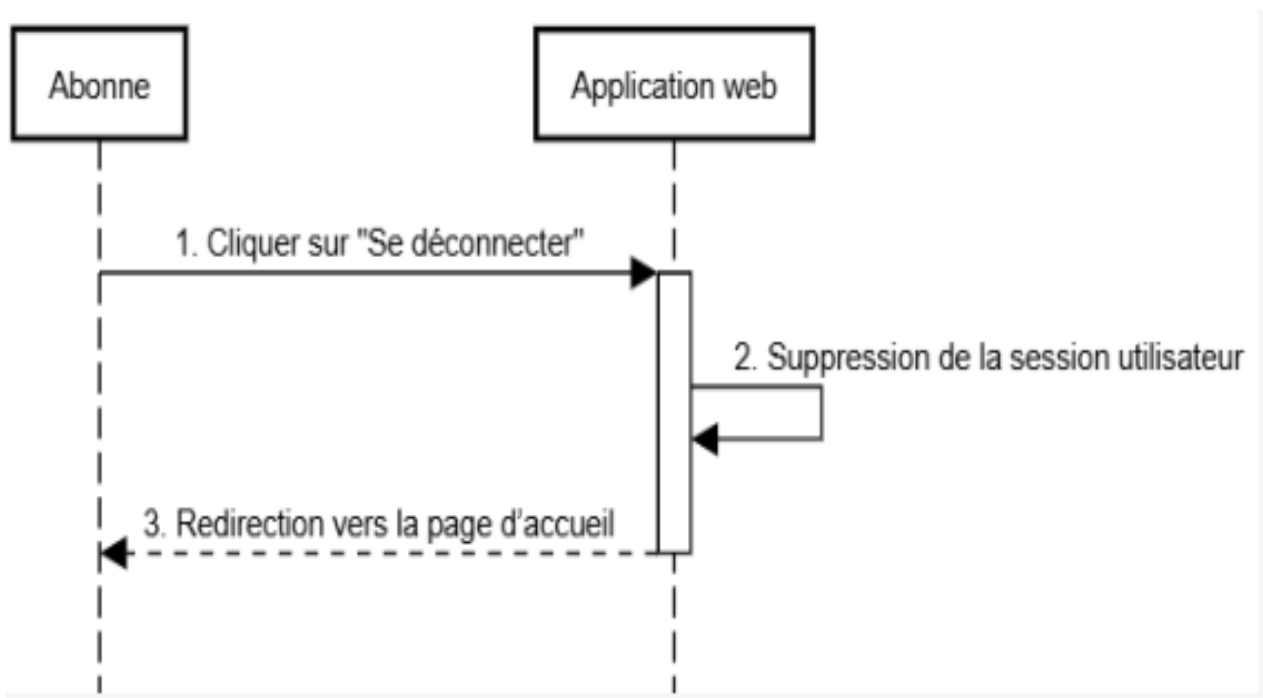 Abonne
Application web
1. Cliquer sur "Se déconnecter"
2. Suppression de la session utilisateur
3. Redirection vers la page d'accueil